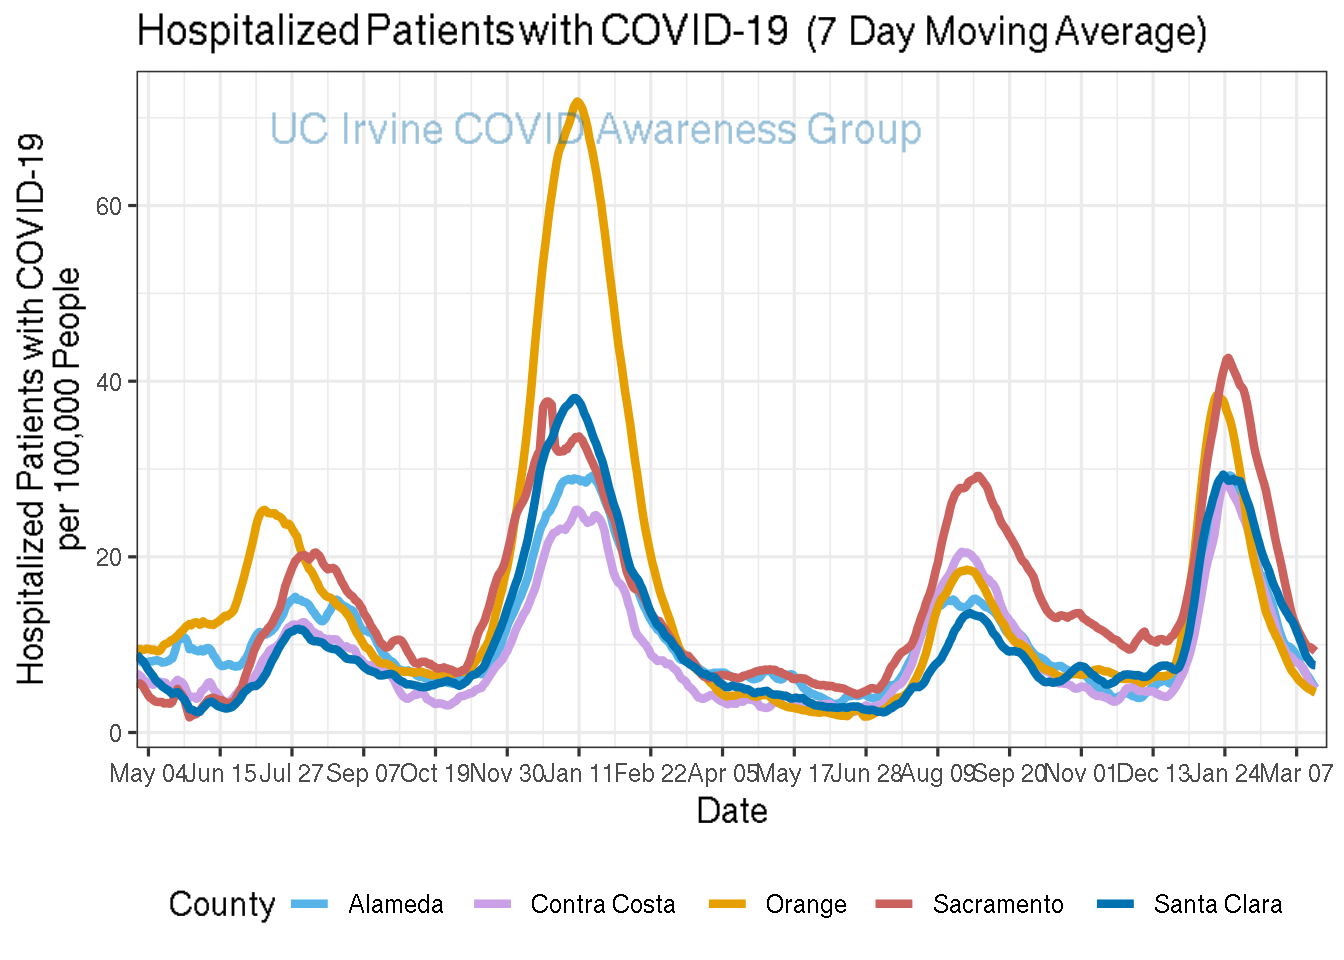 Hospitalized Patients with COVID-19 (7 Day Moving Average)
UC Irvine COVID Awareness Group
Hospitalized Patients with COVID-19
per 100,000 People
60
40
20
0
May 04 Jun 15 Jul 27 Sep 07 Oct 19 Nov 30 Jan 11 Feb 22 Apr 05 May 17 Jun 28 Aug 09 Sep 20 Nov 01 Dec 13 Jan 24 Mar 07
Date
County Alameda Contra Costa Orange Sacramento Santa Clara